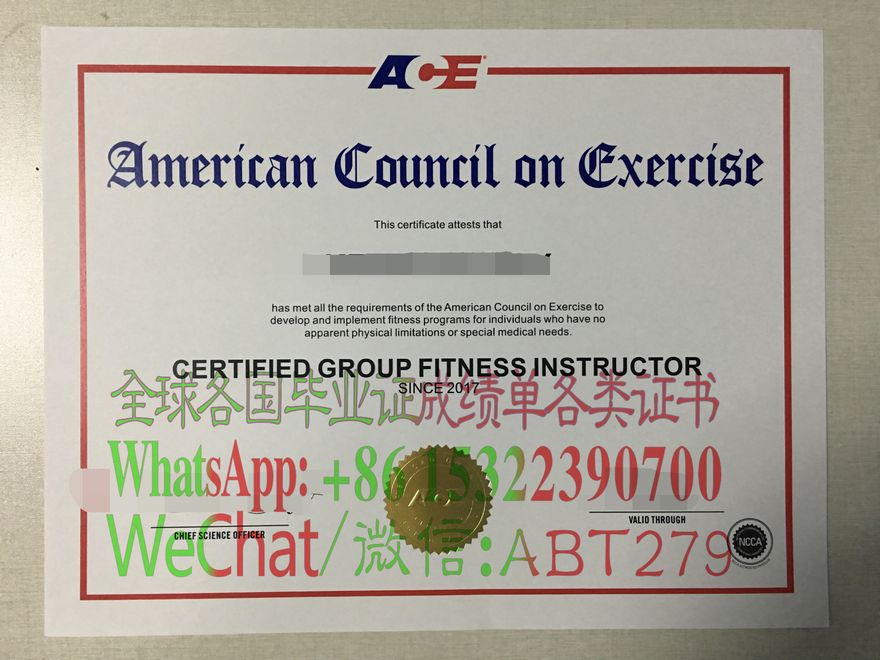 ACE
American Council on Exercise
This certificate attests that
has met all the requirements of the American Council on Exercise to
develop and implement fitness programs for individuals who have no
apparent physical limitations or special medical needs.
CERTIFIED GROUP FITNESS INSTRUCTOR
SINCE 2017
全球各国毕业证成绩单各类证书
WhatsApp: +86 15322390700
CHIEF SCIENCE OFFICER
VALID THROUGH
WeChat/微信:ABT279
NCCA